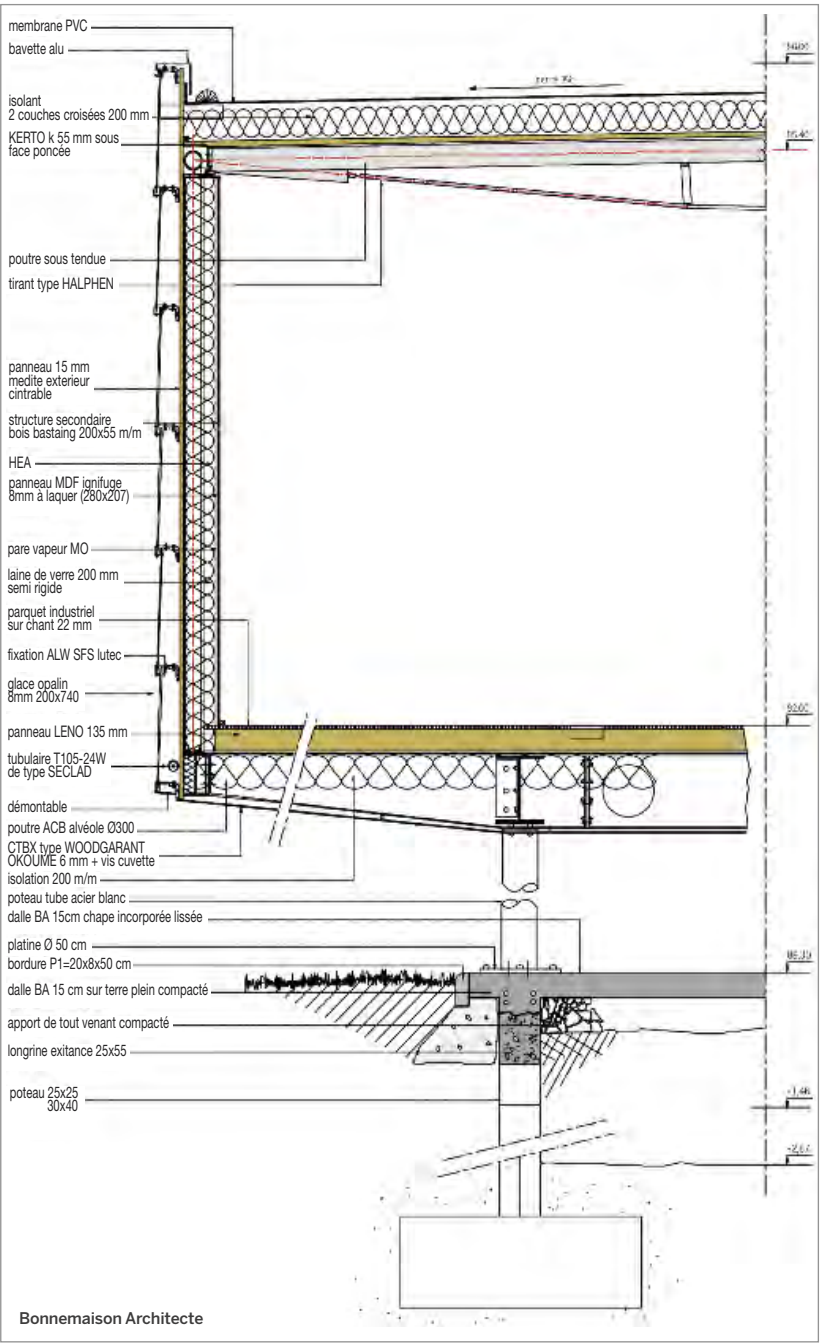 membrane PVC
bavette alu
isolant
2 couches croisées 200 mm
KERTO k 55 mm sous
face poncée
poutre sous tendue
tirant type HALPHEN
panneau 15 mm
medite exterieur
cintrable
structure secondaire
bois bastaing 200x55 m/m
HEA
panneau MDF ignifuge
8mm à laquer (280x207)
pare vapeur MO
laine de verre 200 mm
semi rigide
parquet industriel
sur chant 22 mm
fixation ALW SFS lutec
glace opalin
8mm 200x740
panneau LENO 135 mm
tubulaire T105-24W
de type SECLAD
démontable
poutre ACB alvéole Ø300
CTBX type WOODGARANT
OKOUME 6 mm + vis cuvette
isolation 200 m/m
poteau tube acier blanc
dalle BA 15cm chape incorporée lissée
platine Ø 50 cm
bordure P1=20x8x50 cm
dalle BA 15 cm sur terre plein compacté
apport de tout venant compacté
longrine exitance 25x55
poteau 25x25
30x40
Bonnemaison Architecte